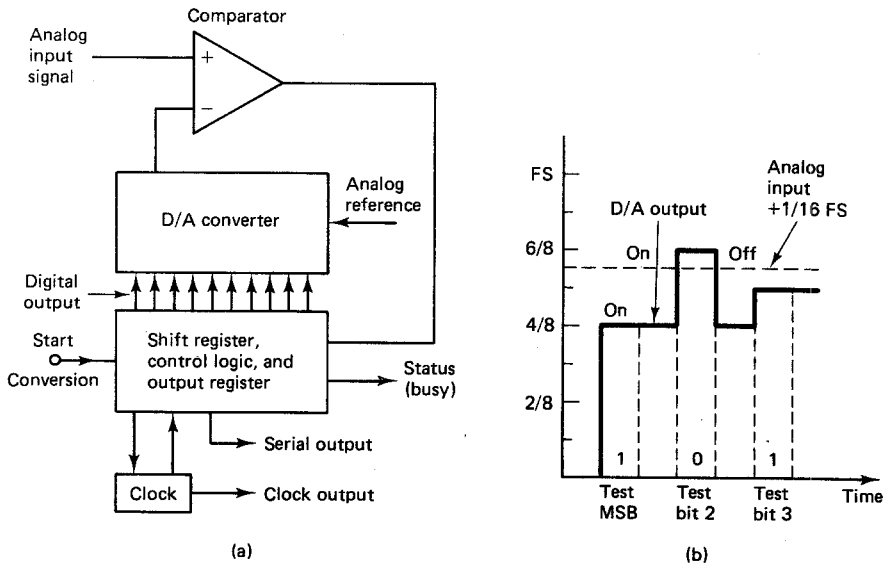 Comparator
Analog
input
signal
+
−
D/A converter
Analog
reference
Digital
output
Start
Conversion
Shift register,
control logic, and
output register
Status
(busy)
Serial output
Clock
Clock output
(a)
FS
6/8
4/8
2/8
D/A output
Analog
input
+1/16 FS
On
Off
On
1
0
1
Test
MSB
Test
bit 2
Test
bit 3
Time
(b)